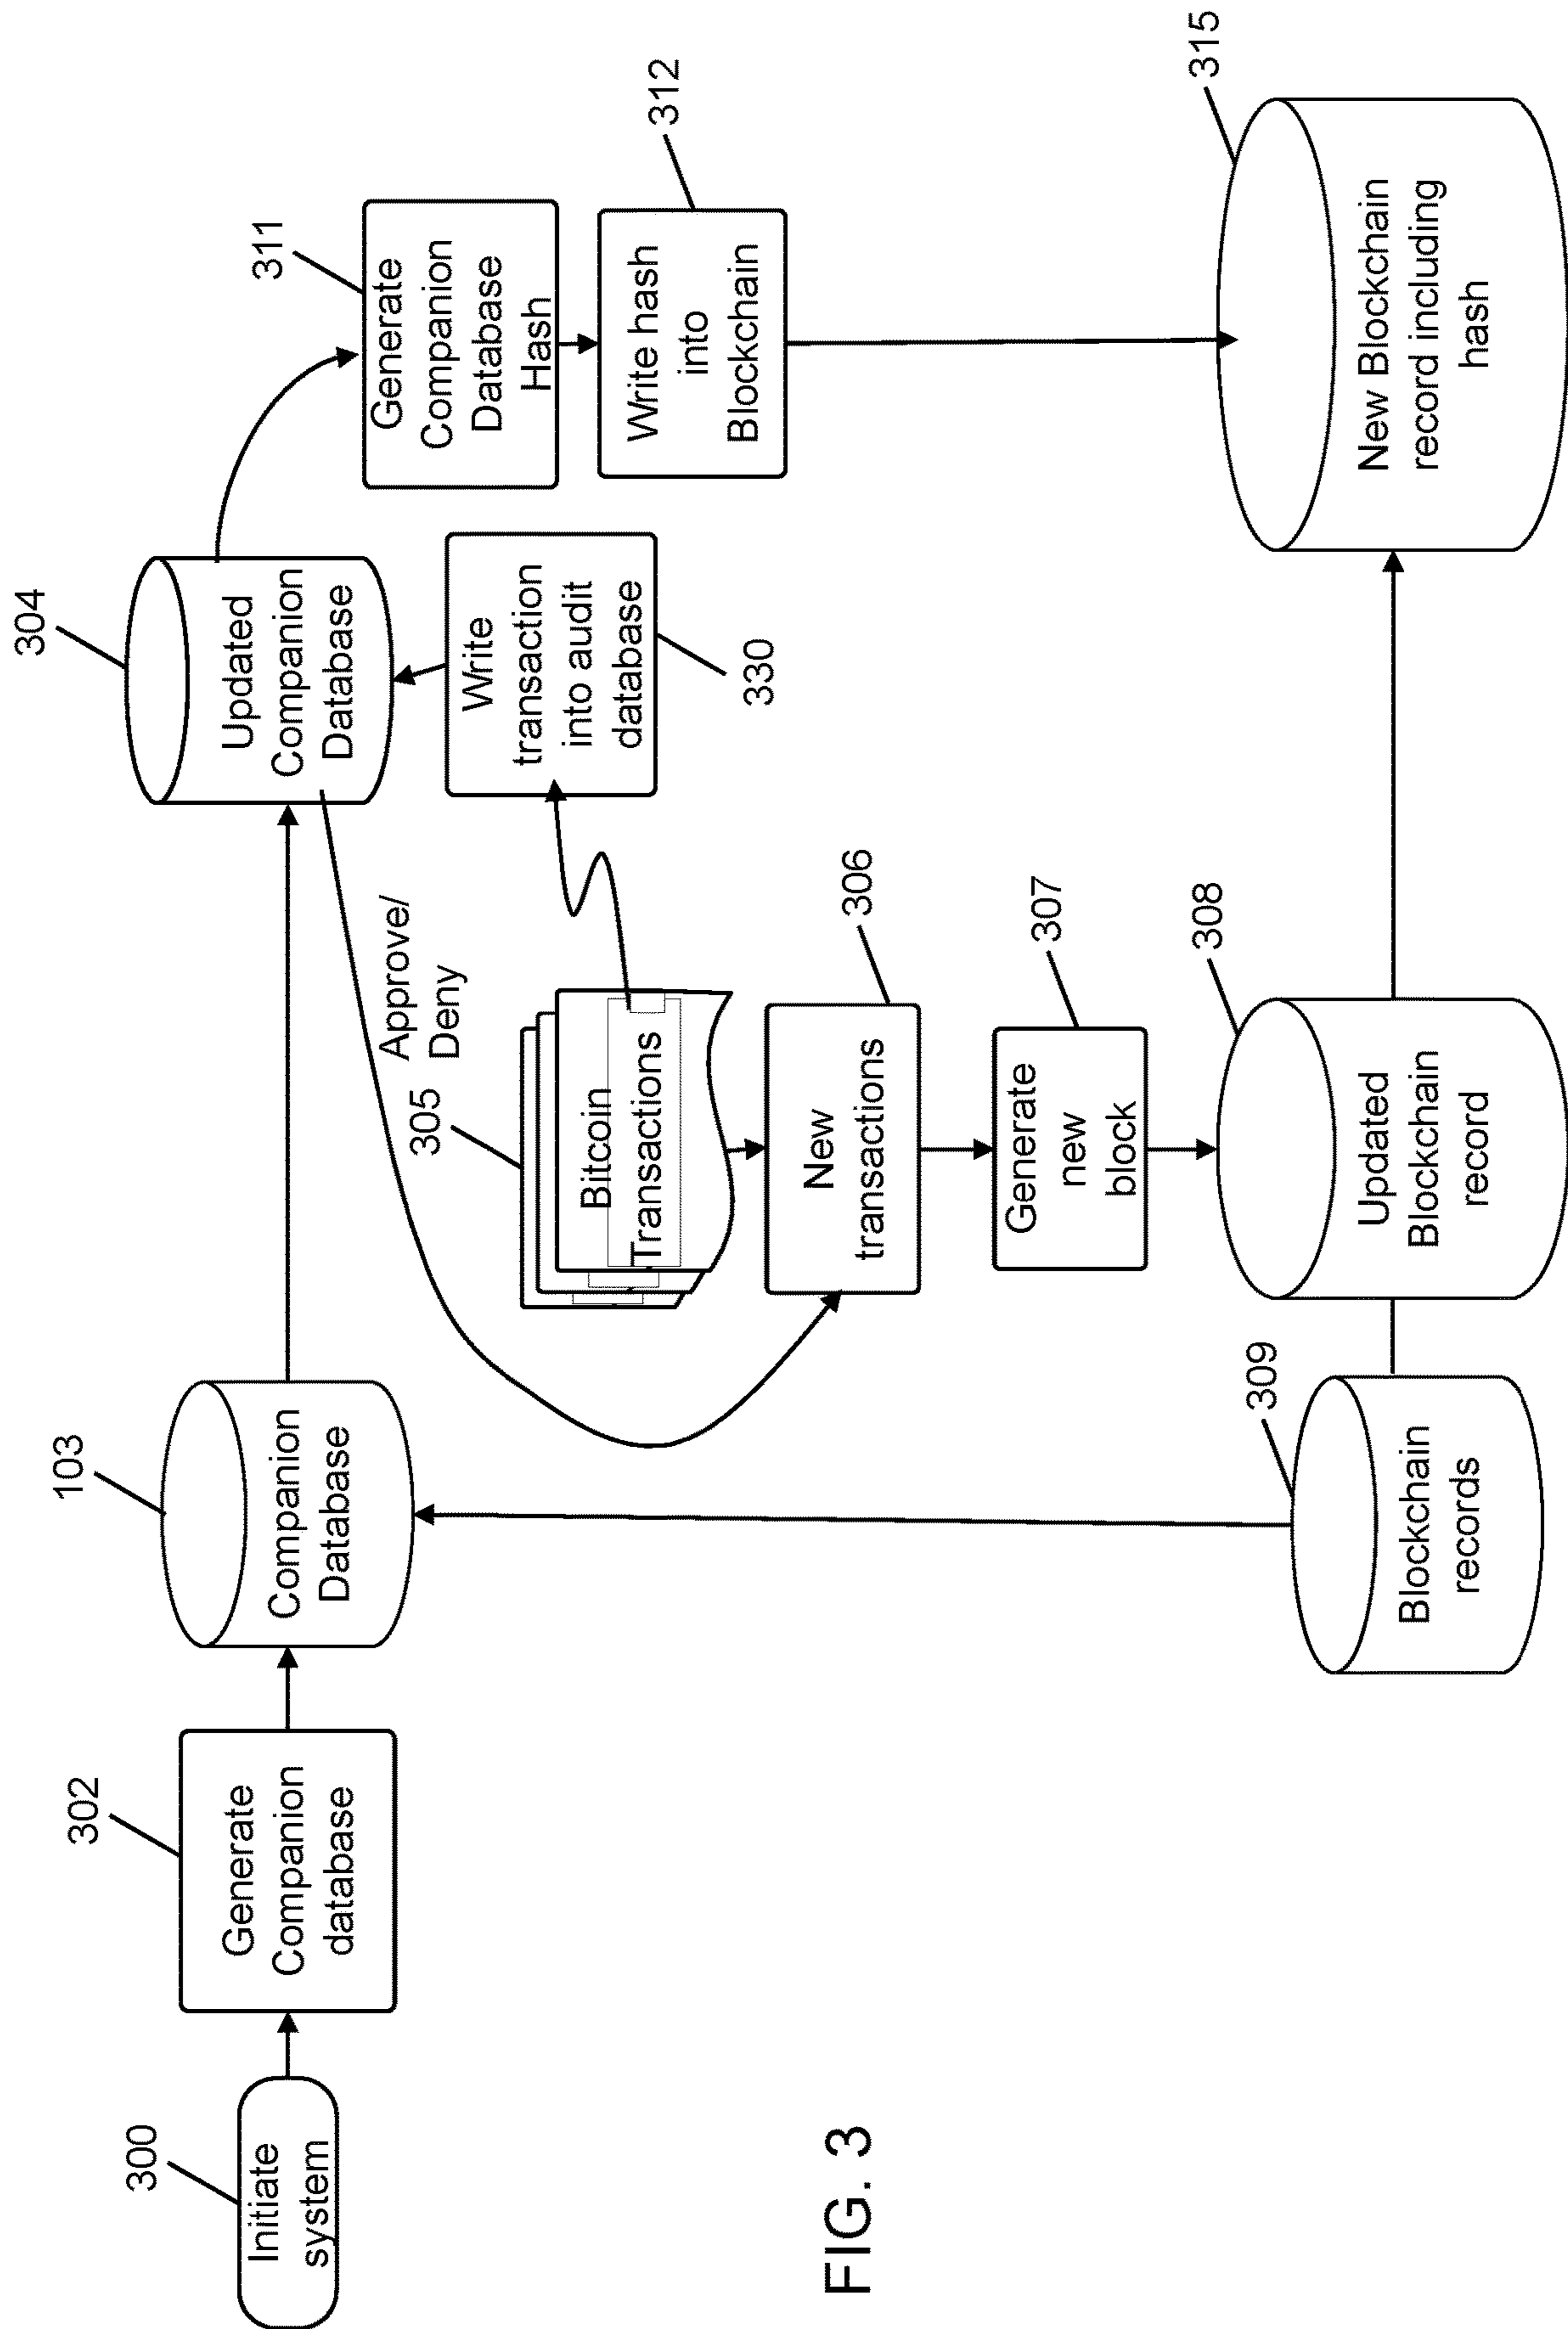 300
Initiate
system
302
Generate
Companion
database
103
Companion
Database
304
Updated
Companion
Database
311
Generate
Companion
Database
Hash
312
Write hash
into
Blockchain
Approve/
Deny
330
Write
transaction
into audit
database
305
Bitcoin
Transactions
306
New
transactions
307
Generate
new
block
309
Blockchain
records
308
Updated
Blockchain
record
315
New Blockchain
record including
hash
FIG. 3